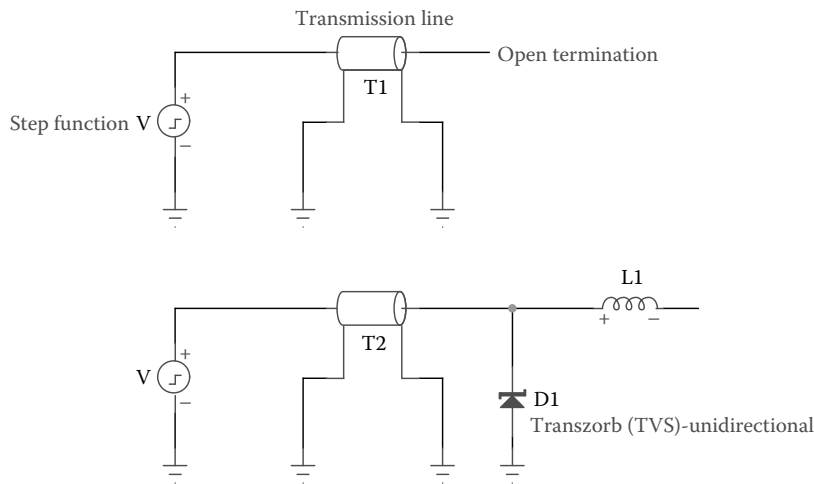 Transmission line
Open termination
T1
Step function V
+
−
L1
+ −
T2
V
+
−
D1
Transzorb (TVS)-unidirectional